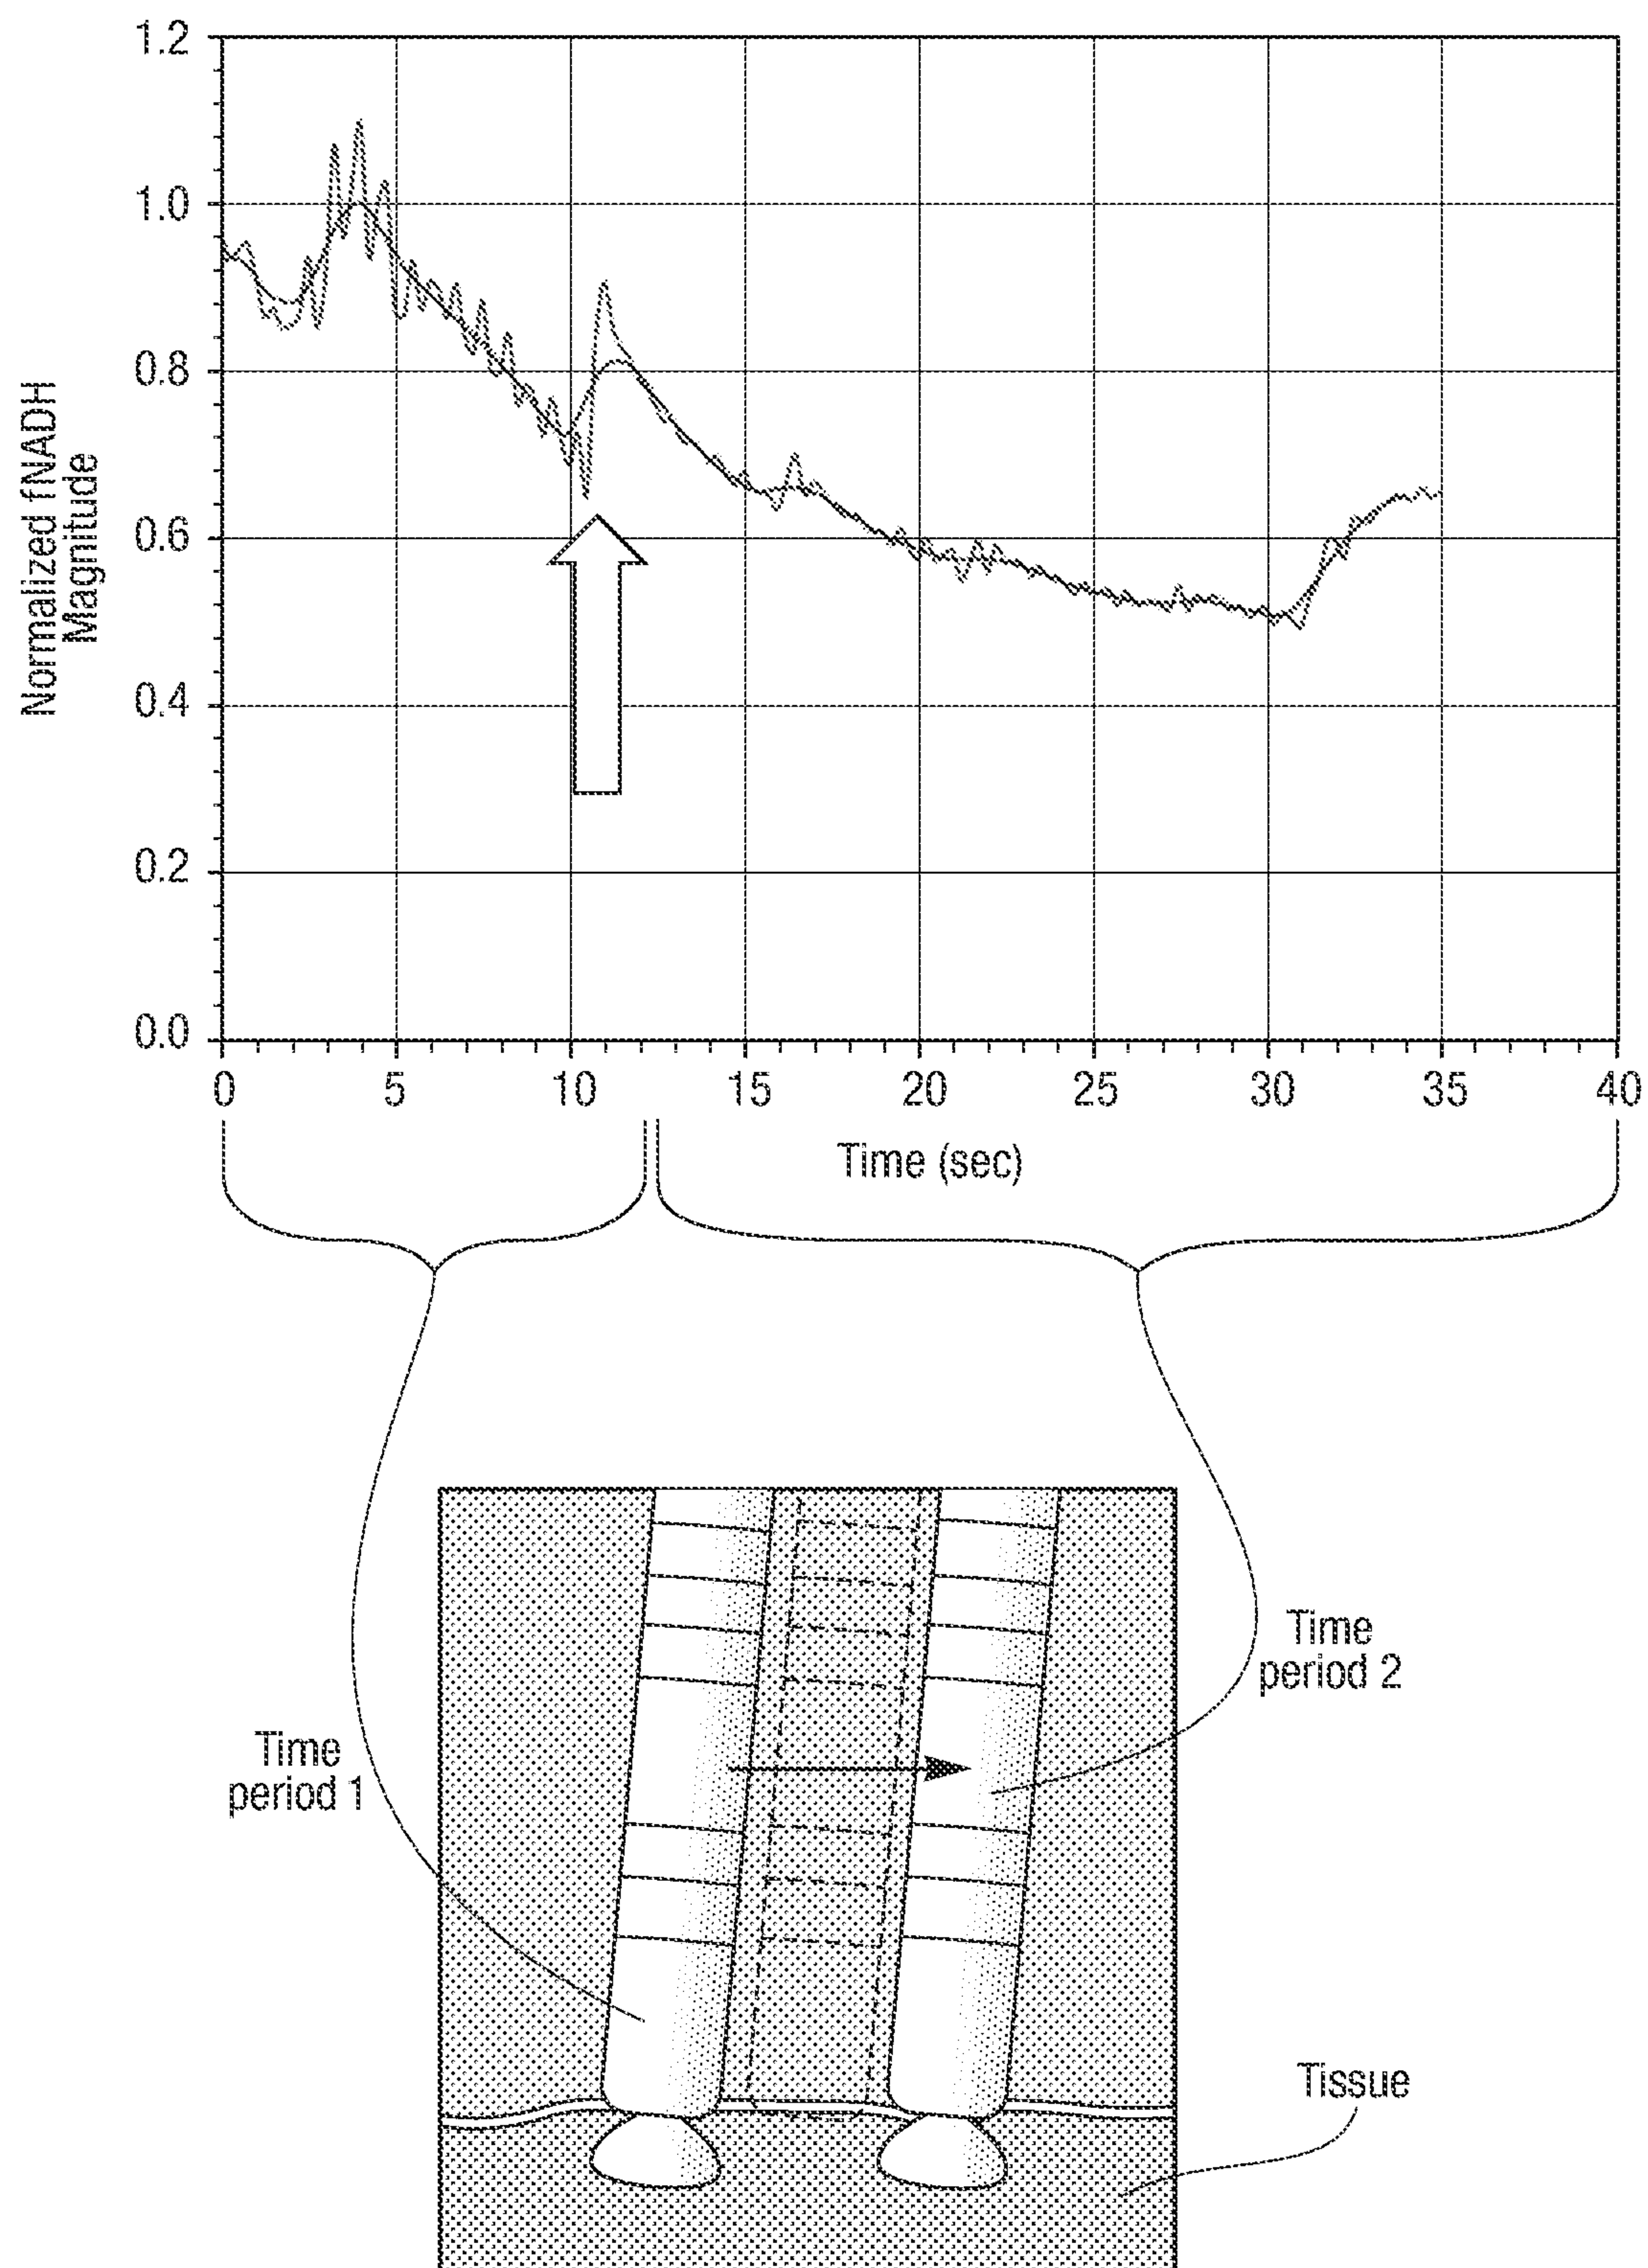 Normalized fNADH
Magnitude
1.2
1.0
0.8
0.6
0.4
0.2
0.0
0 5 10 15 20 25 30 35 40
Time (sec)
Time
period 2
Time
period 1
Tissue